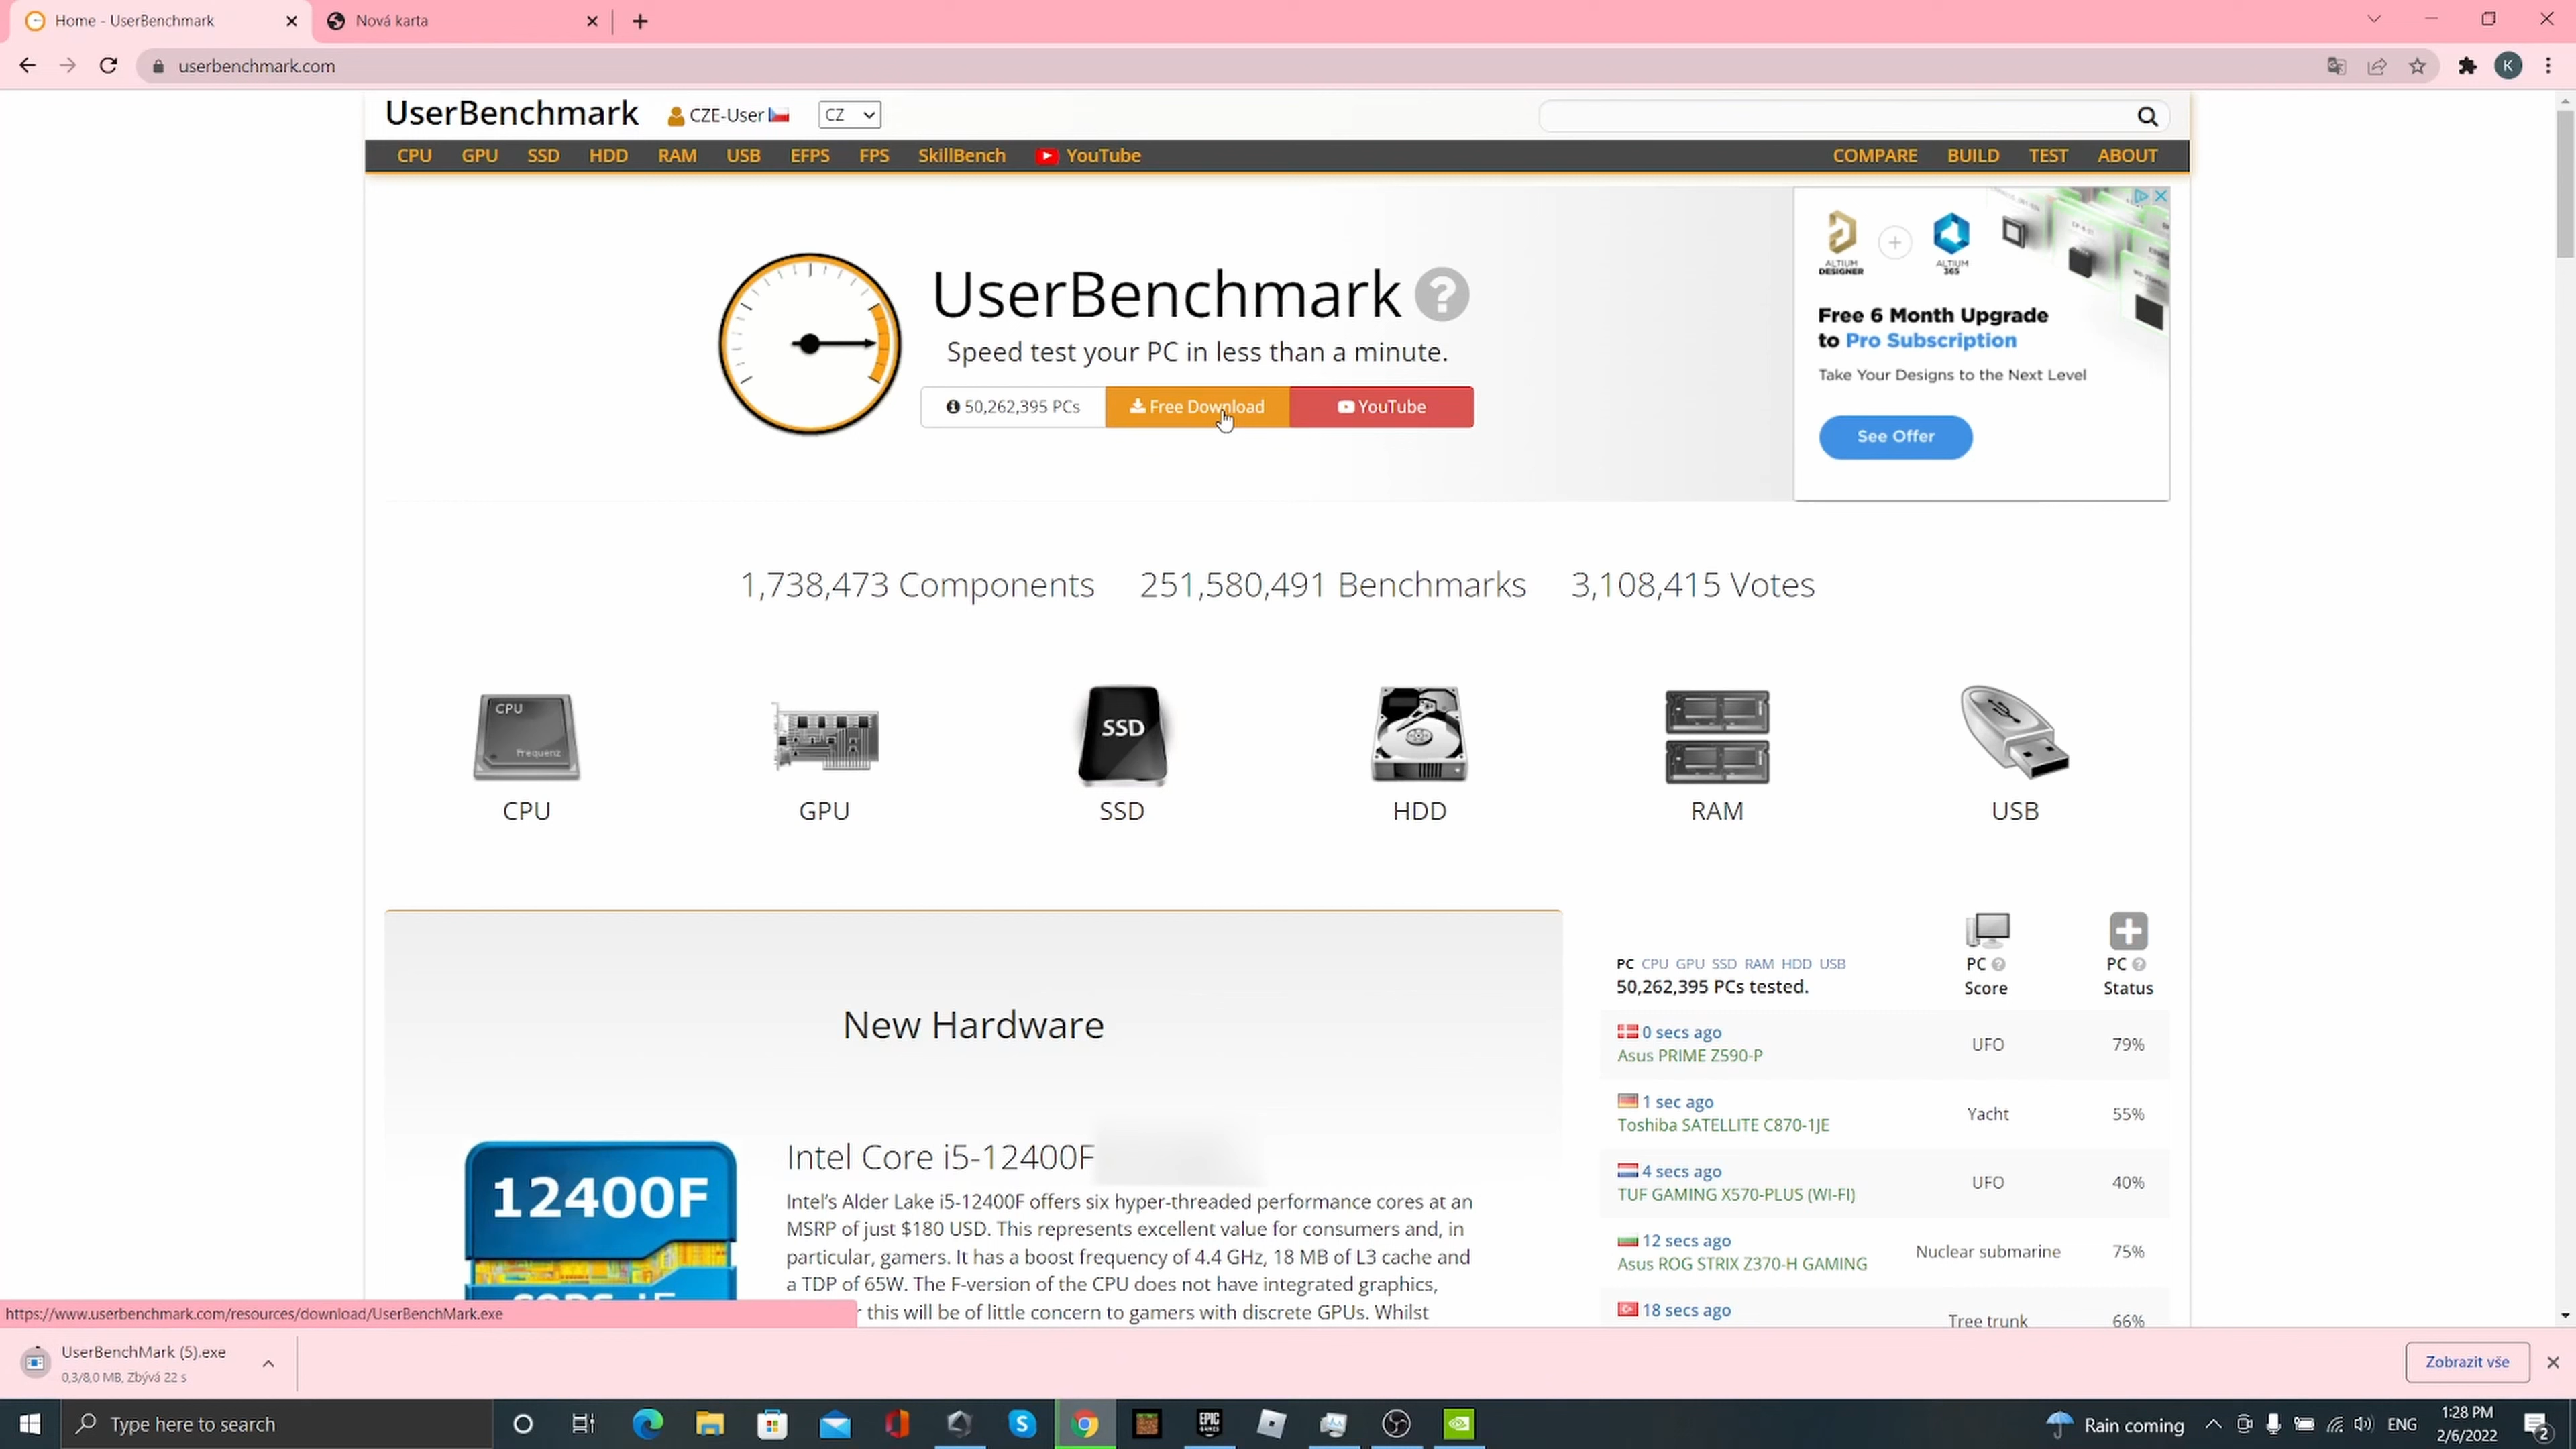 Home - UserBenchmark
Nová karta
userbenchmark.com
K
UserBenchmark CZE-User CZ
CPU GPU SSD HDD RAM USB EFPS FPS SkillBench YouTube COMPARE BUILD TEST ABOUT
UserBenchmark ?
Speed test your PC in less than a minute.
50,262,395 PCs Free Download YouTube
ALTIUM DESIGNER
ALTIUM 365
Free 6 Month Upgrade
to Pro Subscription
Take Your Designs to the Next Level
See Offer
1,738,473 Components 251,580,491 Benchmarks 3,108,415 Votes
CPU
Frequenz
SSD
CPU GPU SSD HDD RAM USB
New Hardware
Intel Core i5-12400F
12400F
Intel's Alder Lake i5-12400F offers six hyper-threaded performance cores at an
MSRP of just $180 USD. This represents excellent value for consumers and, in
particular, gamers. It has a boost frequency of 4.4 GHz, 18 MB of L3 cache and
a TDP of 65W. The F-version of the CPU does not have integrated graphics,
r this will be of little concern to gamers with discrete GPUs. Whilst
PC CPU GPU SSD RAM HDD USB
50,262,395 PCs tested.
PC ?
Score
PC ?
Status
0 secs ago
Asus PRIME Z590-P
UFO 79%
1 sec ago
Toshiba SATELLITE C870-1JE
Yacht 55%
4 secs ago
TUF GAMING X570-PLUS (WI-FI)
UFO 40%
12 secs ago
Asus ROG STRIX Z370-H GAMING
Nuclear submarine 75%
18 secs ago
Tree trunk 66%
https://www.userbenchmark.com/resources/download/UserBenchMark.exe
UserBenchMark (5).exe
0,3/8,0 MB, Zbývá 22 s
Zobrazit vše
Type here to search
S
EPIC
GAMES
Rain coming
ENG
1:28 PM
2/6/2022
2